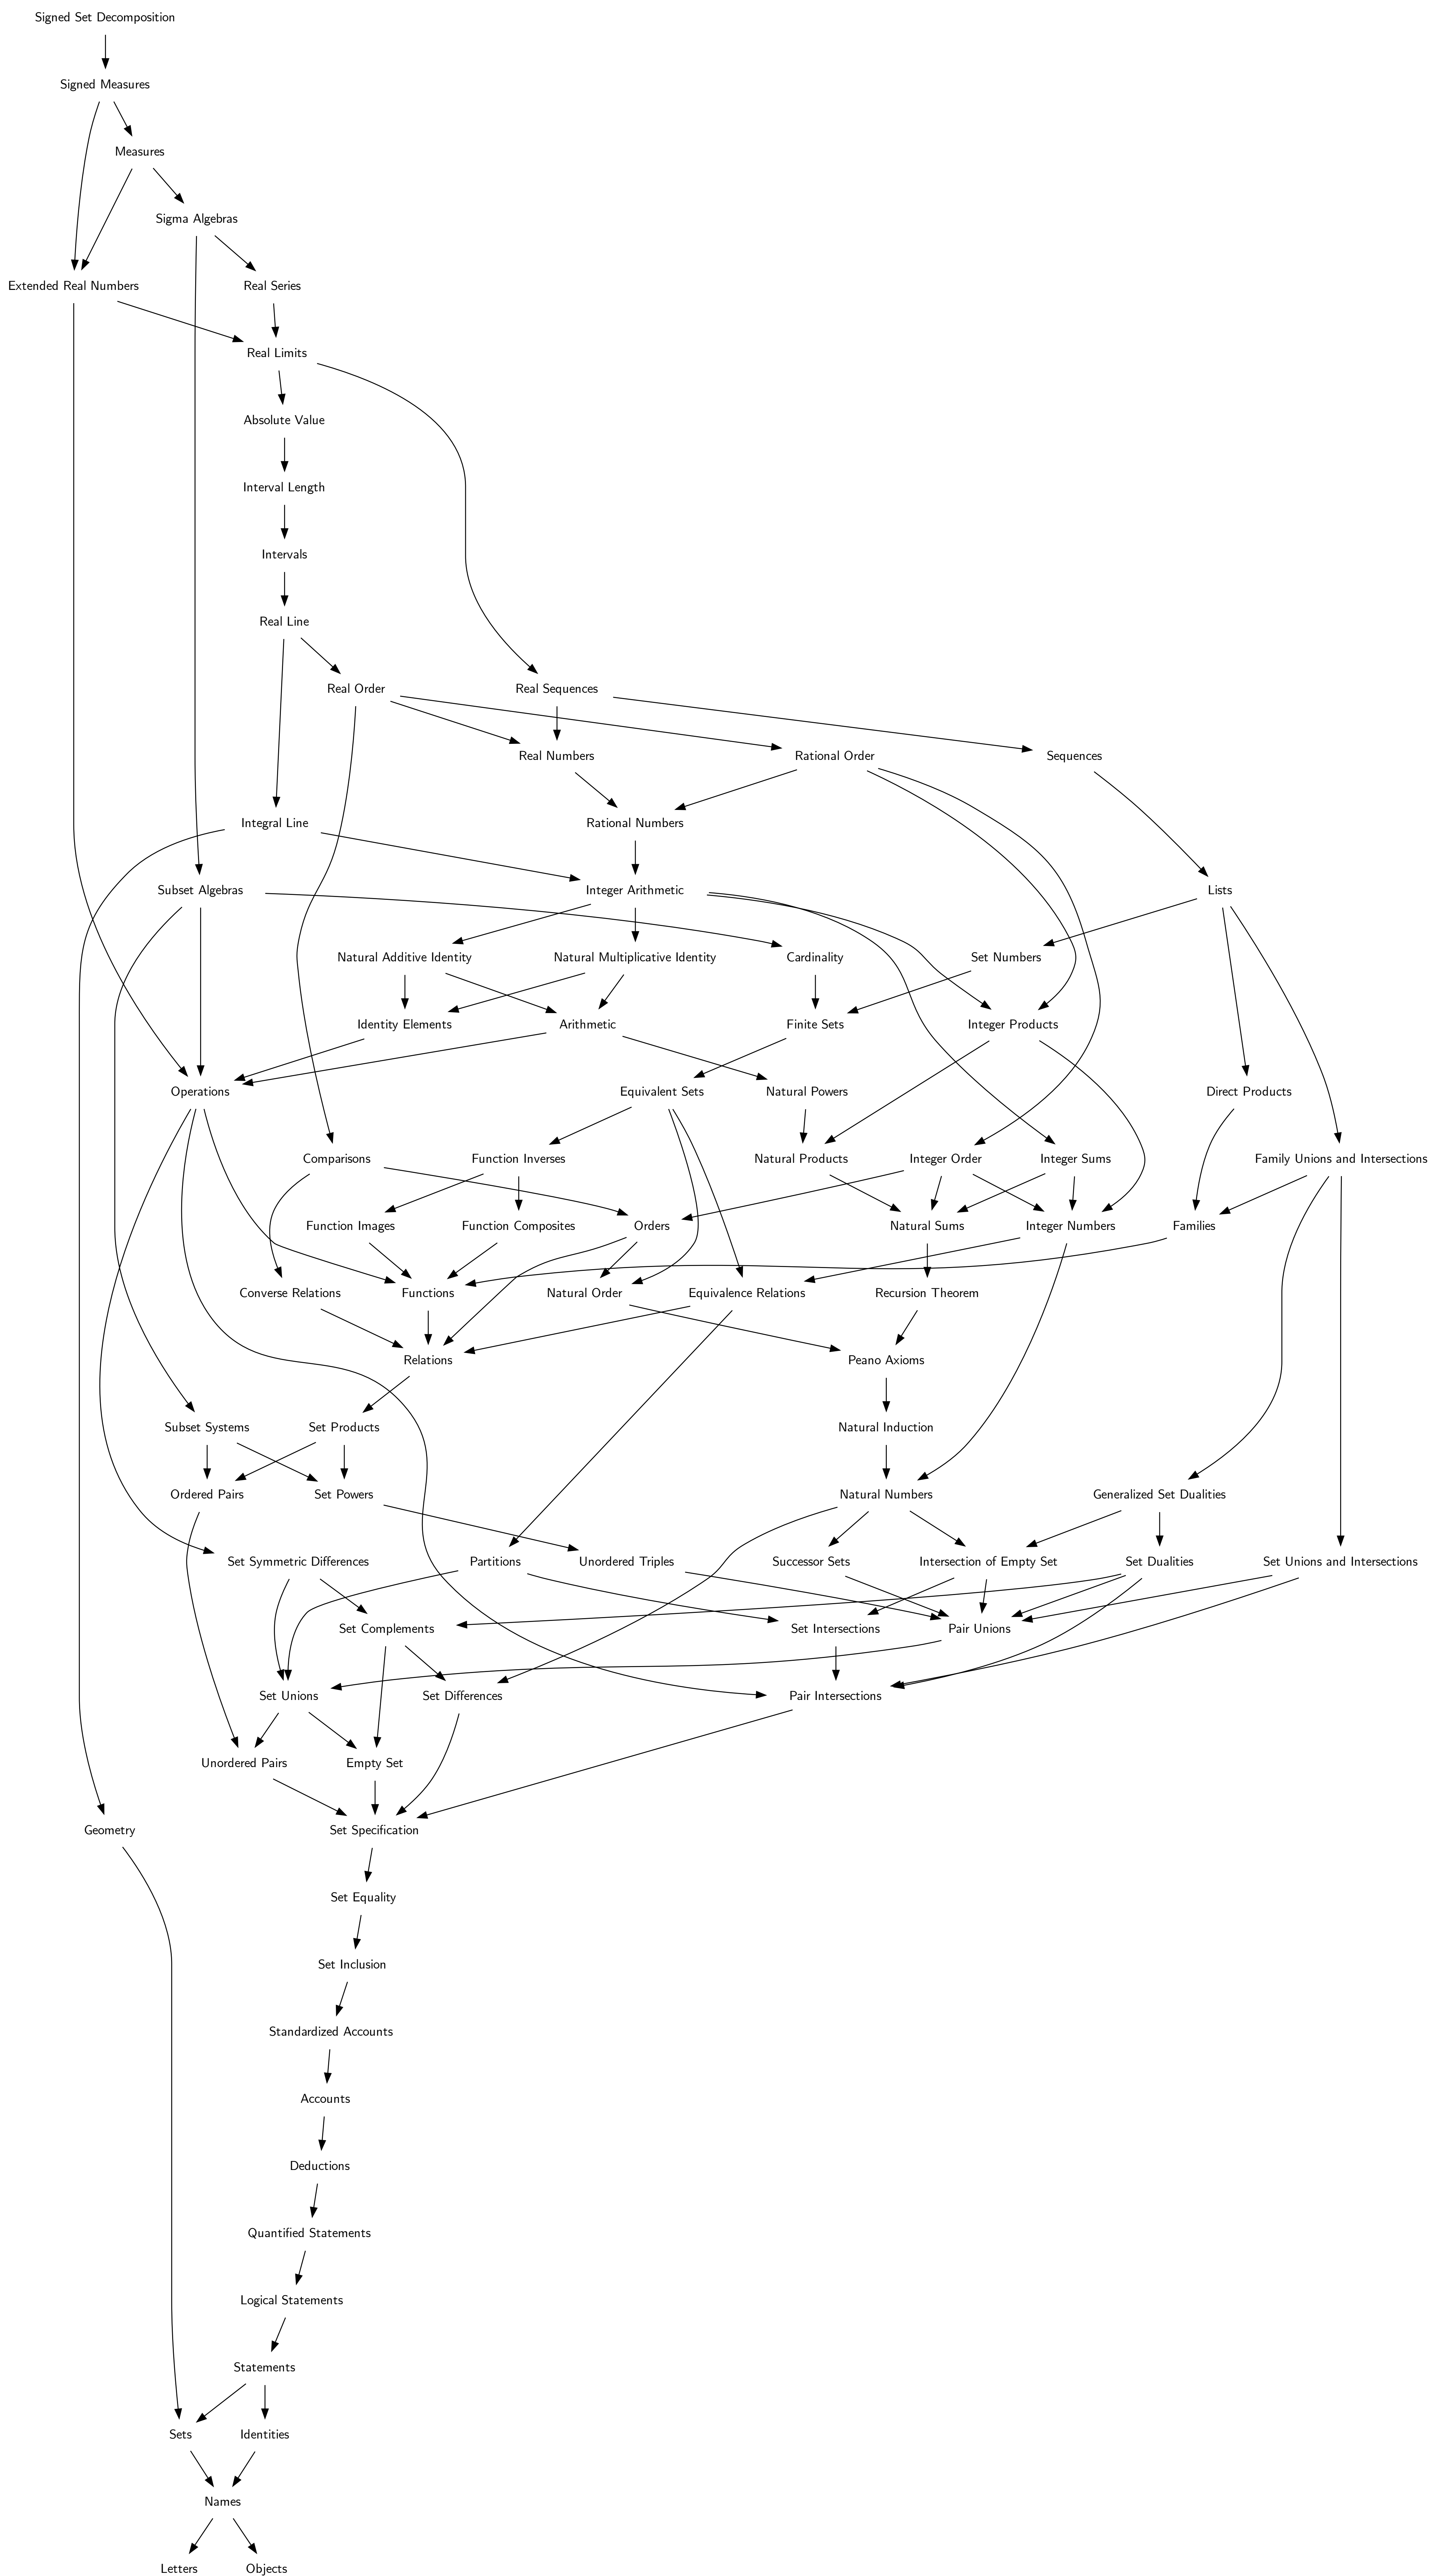 Signed Set Decomposition
Signed Measures
Measures
Sigma Algebras
Extended Real Numbers
Real Series
Real Limits
Absolute Value
Interval Length
Intervals
Real Line
Real Order
Real Sequences
Real Numbers
Rational Order
Sequences
Integral Line
Rational Numbers
Subset Algebras
Integer Arithmetic
Lists
Natural Additive Identity
Natural Multiplicative Identity
Cardinality
Set Numbers
Identity Elements
Arithmetic
Finite Sets
Integer Products
Operations
Equivalent Sets
Natural Powers
Direct Products
Comparisons
Function Inverses
Natural Products
Integer Order
Integer Sums
Family Unions and Intersections
Function Images
Function Composites
Orders
Natural Sums
Integer Numbers
Families
Converse Relations
Functions
Natural Order
Equivalence Relations
Recursion Theorem
Relations
Peano Axioms
Subset Systems
Set Products
Natural Induction
Ordered Pairs
Set Powers
Natural Numbers
Generalized Set Dualities
Set Symmetric Differences
Partitions
Unordered Triples
Successor Sets
Intersection of Empty Set
Set Dualities
Set Unions and Intersections
Set Complements
Set Intersections
Pair Unions
Set Unions
Set Differences
Pair Intersections
Unordered Pairs
Empty Set
Geometry
Set Specification
Set Equality
Set Inclusion
Standardized Accounts
Accounts
Deductions
Quantified Statements
Logical Statements
Statements
Sets
Identities
Names
Letters
Objects